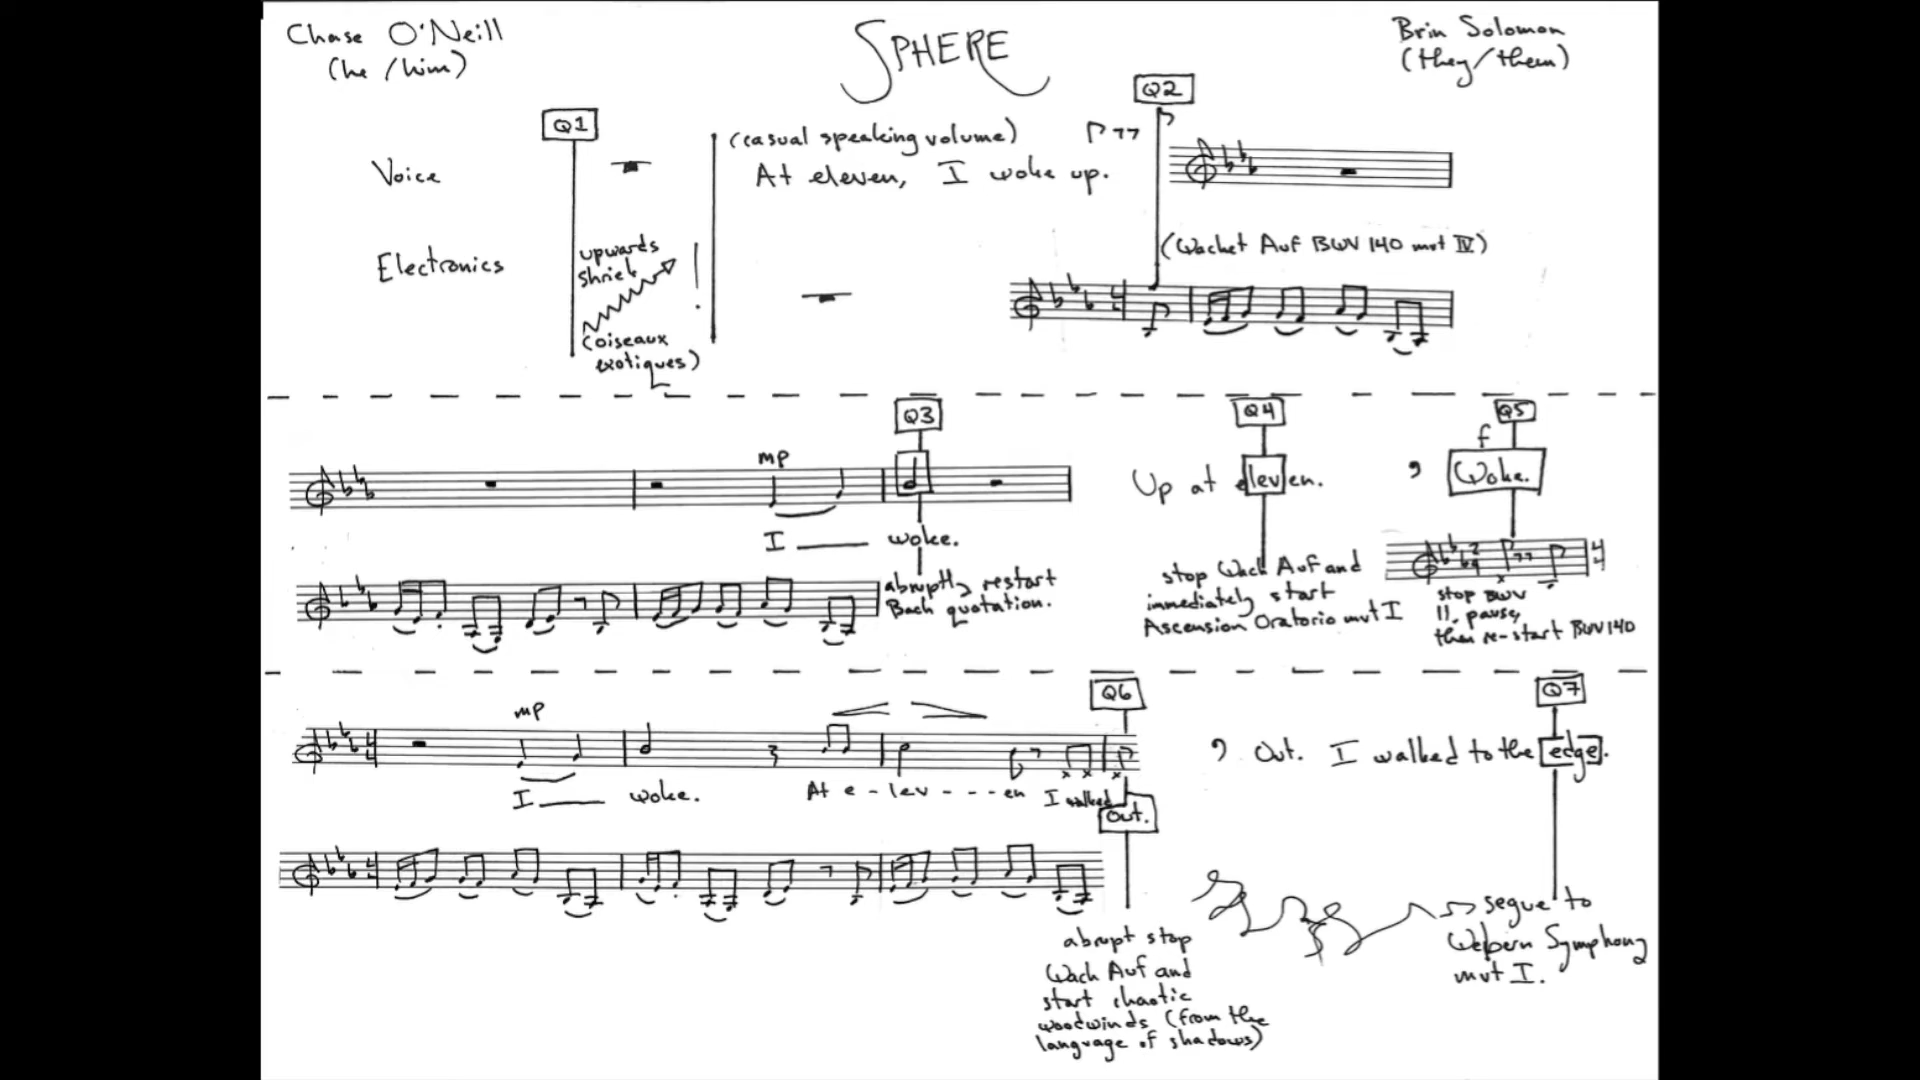 Chase O'Neill
(he/him)
SPHERE
Brin Solomon
(they/them)
Q1
Q2
Voice
(casual speaking volume)
At eleven, I woke up.
Electronics
upwards
shriek
(oiseaux
exotiques)
(Wachet Auf BWV 140 mvt IV)
Q3
Q4
Q5
mp
f
Up at eleven.
, Woke.
I ____ woke.
abruptly restart
Bach quotation.
stop Wach Auf and
immediately start
Ascension Oratorio mvt I
stop BWV
11, pause,
then re-start BWV 140
Q6
Q7
mp
, Out. I walked to the edge.
I ____ woke. At e-lev----en I walked
out.
abrupt stop
Wach Auf and
start chaotic
woodwinds (from the
language of shadows)
segue to
Webern Symphony
mvt I.